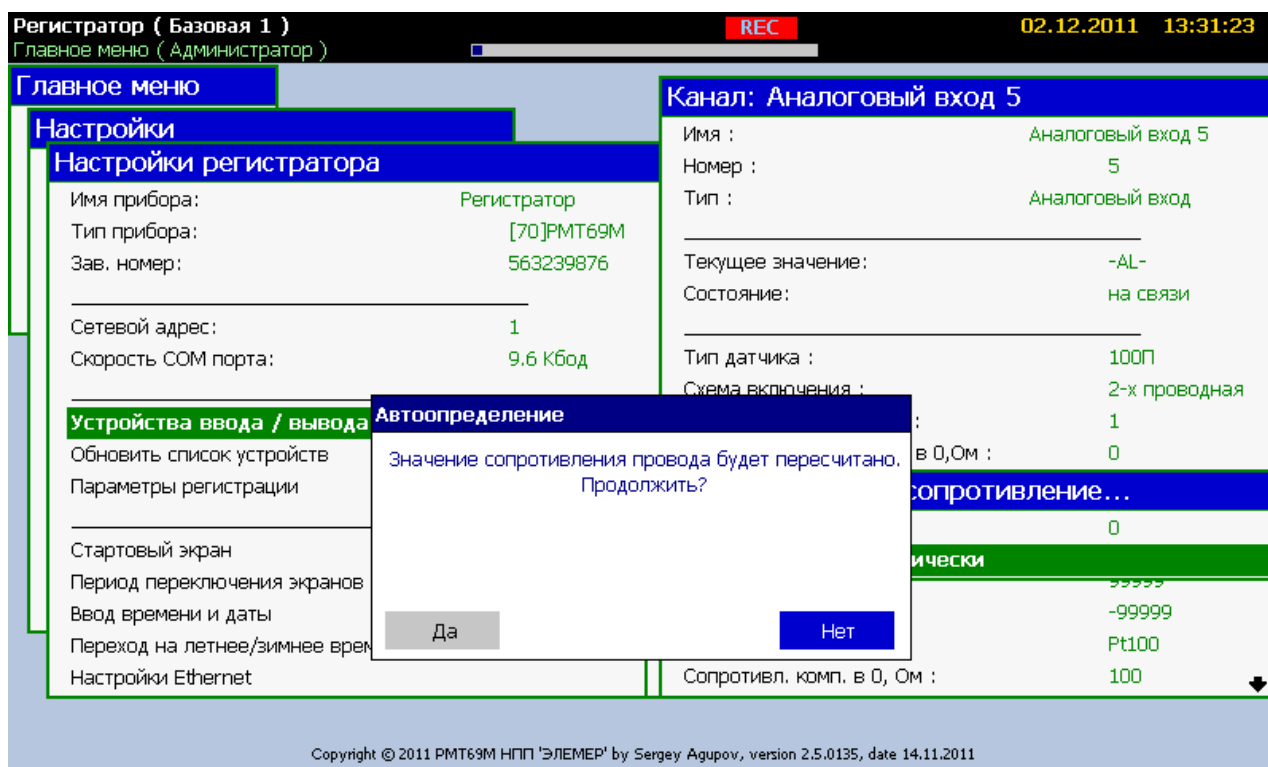 Регистратор ( Базовая 1 )
REC
02.12.2011 13:31:23
Главное меню ( Администратор )
Главное меню
Настройки
Настройки регистратора
Имя прибора: Регистратор
Тип прибора: [70]РМТ69М
Зав. номер: 563239876
Сетевой адрес: 1
Скорость COM порта: 9.6 Кбод
Устройства ввода / вывода
Обновить список устройств
Параметры регистрации
Стартовый экран
Период переключения экранов
Ввод времени и даты
Переход на летнее/зимнее врем
Настройки Ethernet
Канал: Аналоговый вход 5
Имя : Аналоговый вход 5
Номер : 5
Тип : Аналоговый вход
Текущее значение: -AL-
Состояние: на связи
Тип датчика : 100П
Схема включения : 2-х проводная
: 1
в 0,Ом : 0
сопротивление...
0
ически
99999
-99999
Pt100
Сопротивл. комп. в 0, Ом : 100
Автоопределение
Значение сопротивления провода будет пересчитано.
Продолжить?
Да
Нет
Copyright © 2011 РМТ69М НПП 'ЭЛЕМЕР' by Sergey Agupov, version 2.5.0135, date 14.11.2011